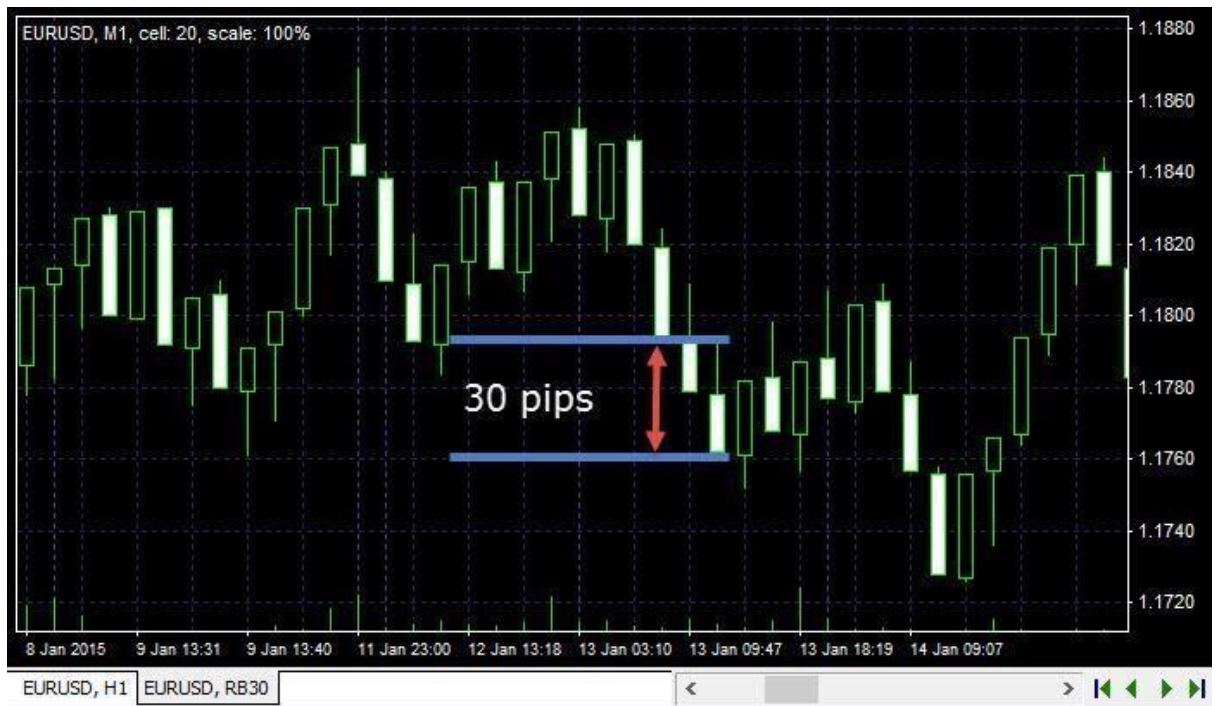 EURUSD, M1, cell: 20, scale: 100%
1.1880
1.1860
1.1840
1.1820
1.1800
1.1780
1.1760
1.1740
1.1720
30 pips
8 Jan 2015 9 Jan 13:31 9 Jan 13:40 11 Jan 23:00 12 Jan 13:18 13 Jan 03:10 13 Jan 09:47 13 Jan 18:19 14 Jan 09:07
EURUSD, H1 EURUSD, RB30